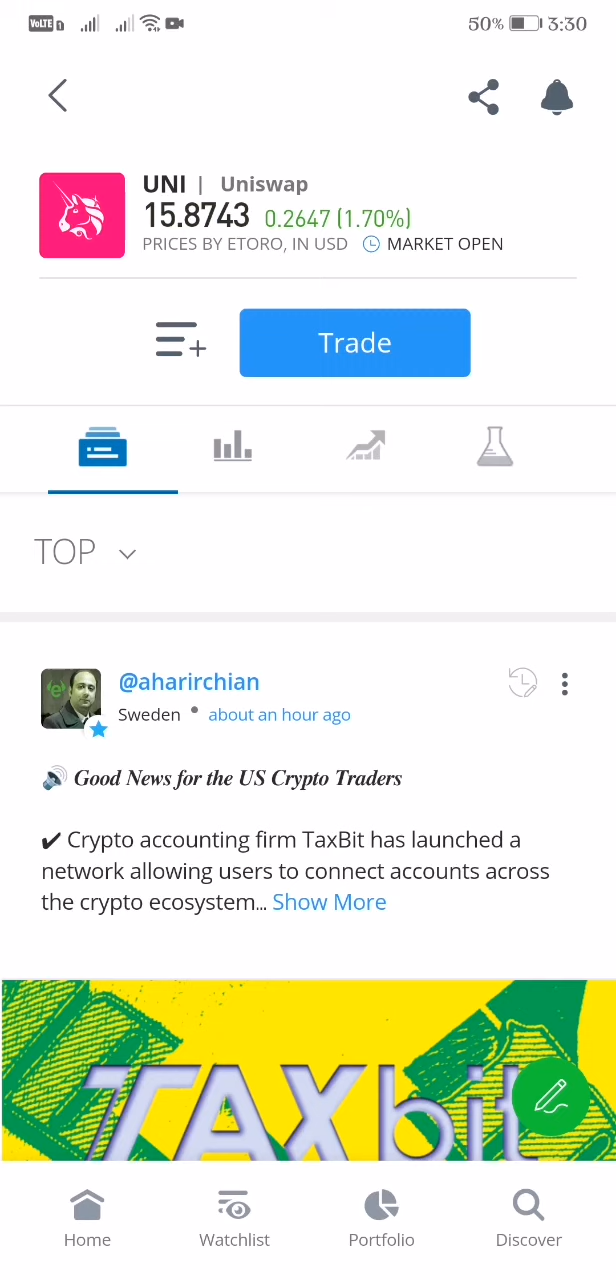 VoLTE 1 50% 3:30
UNI | Uniswap
15.8743 0.2647 (1.70%)
PRICES BY ETORO, IN USD MARKET OPEN
Trade
TOP
@aharirchian
Sweden • about an hour ago
Good News for the US Crypto Traders
✔ Crypto accounting firm TaxBit has launched a
network allowing users to connect accounts across
the crypto ecosystem... Show More
TAXbit
Home Watchlist Portfolio Discover